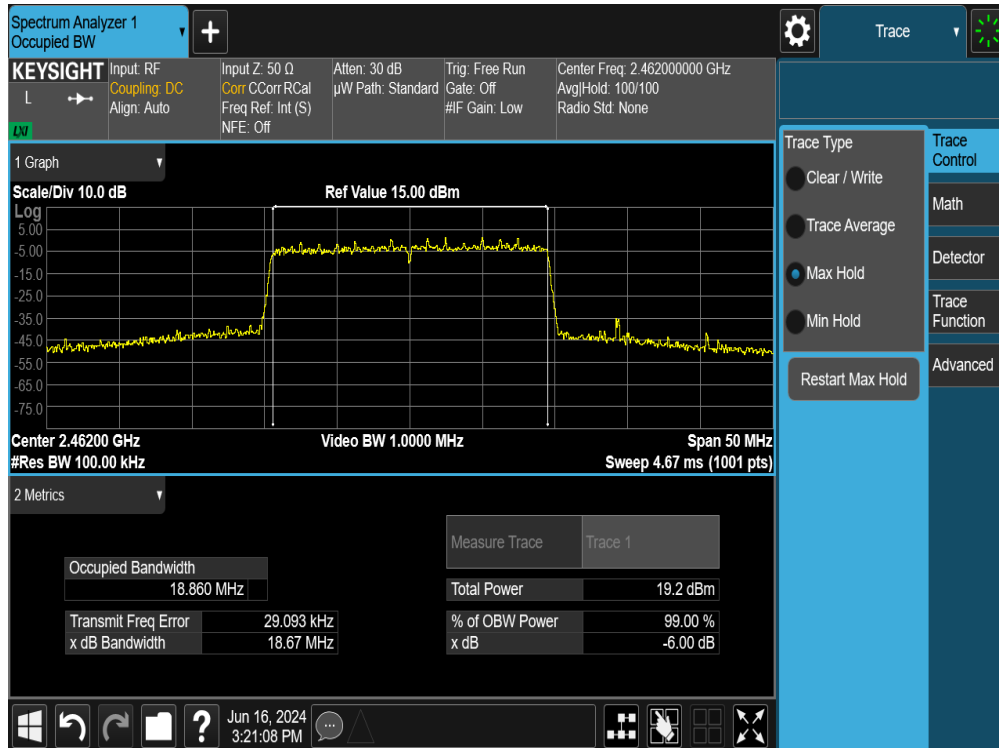 Spectrum Analyzer 1
Occupied BW
+
Trace
KEYSIGHT
L
LXI
Input: RF
Coupling: DC
Align: Auto
Input Z: 50 Ω
Corr CCorr RCal
Freq Ref: Int (S)
NFE: Off
Atten: 30 dB
µW Path: Standard
Trig: Free Run
Gate: Off
#IF Gain: Low
Center Freq: 2.462000000 GHz
Avg|Hold: 100/100
Radio Std: None
1 Graph
Scale/Div 10.0 dB
Ref Value 15.00 dBm
Log
5.00
-5.00
-15.0
-25.0
-35.0
-45.0
-55.0
-65.0
-75.0
Center 2.46200 GHz
Video BW 1.0000 MHz
Span 50 MHz
#Res BW 100.00 kHz
Sweep 4.67 ms (1001 pts)
2 Metrics
Measure Trace
Trace 1
Occupied Bandwidth
18.860 MHz
Total Power
19.2 dBm
Transmit Freq Error
29.093 kHz
% of OBW Power
99.00 %
x dB Bandwidth
18.67 MHz
x dB
-6.00 dB
Trace Type
Clear / Write
Trace Average
Max Hold
Min Hold
Restart Max Hold
Trace
Control
Math
Detector
Trace
Function
Advanced
?
Jun 16, 2024
3:21:08 PM